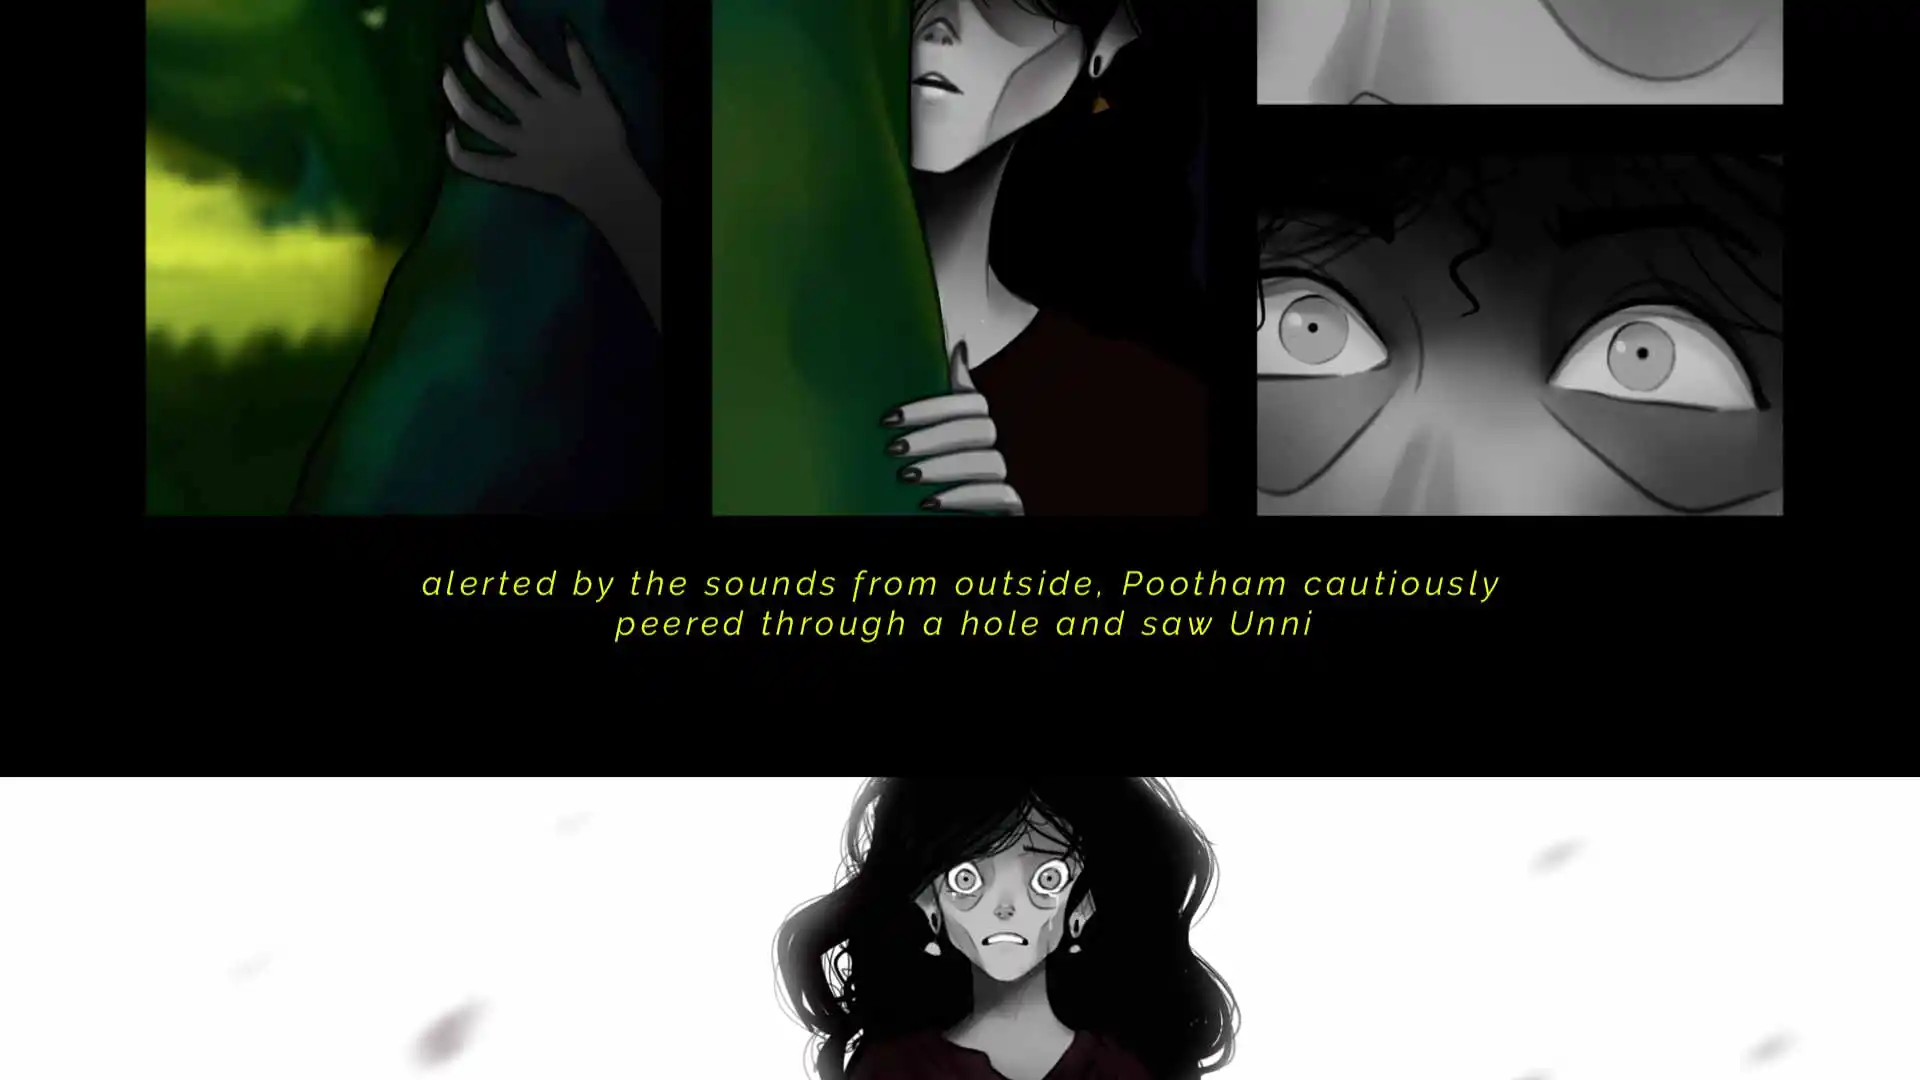 alerted by the sounds from outside, Pootham cautiously
peered through a hole and saw Unni